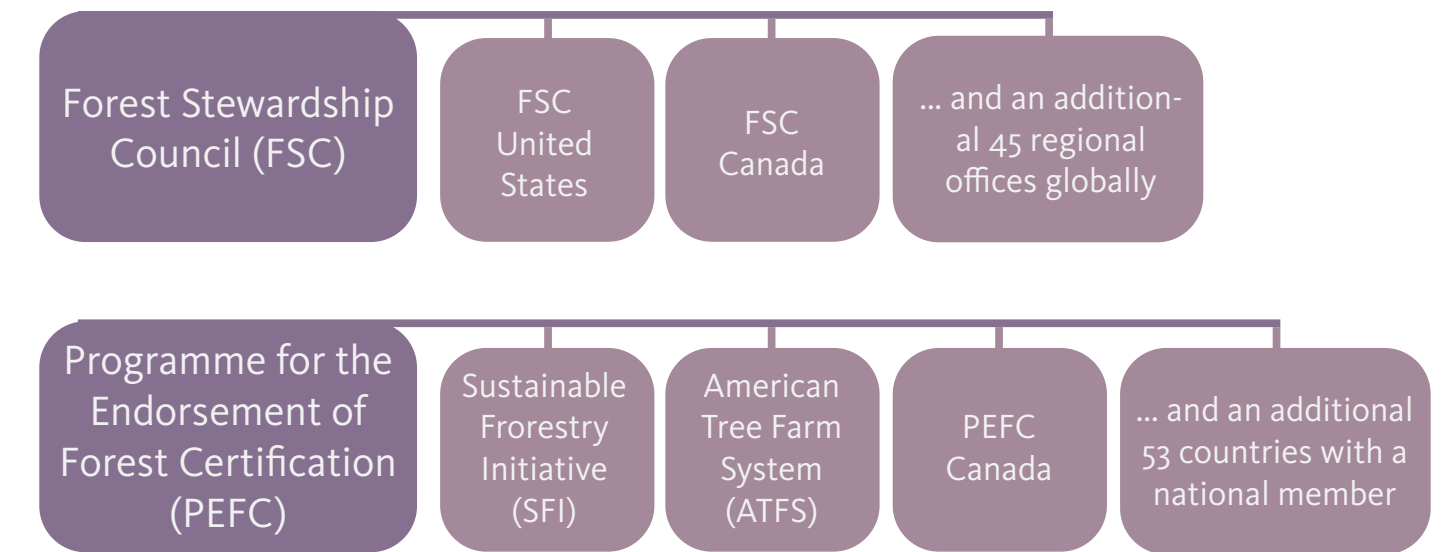 Forest Stewardship
Council (FSC)
FSC
United
States
FSC
Canada
... and an addition-
al 45 regional
offices globally
Programme for the
Endorsement of
Forest Certification
(PEFC)
Sustainable
Frorestry
Initiative
(SFI)
American
Tree Farm
System
(ATFS)
PEFC
Canada
... and an additional
53 countries with a
national member